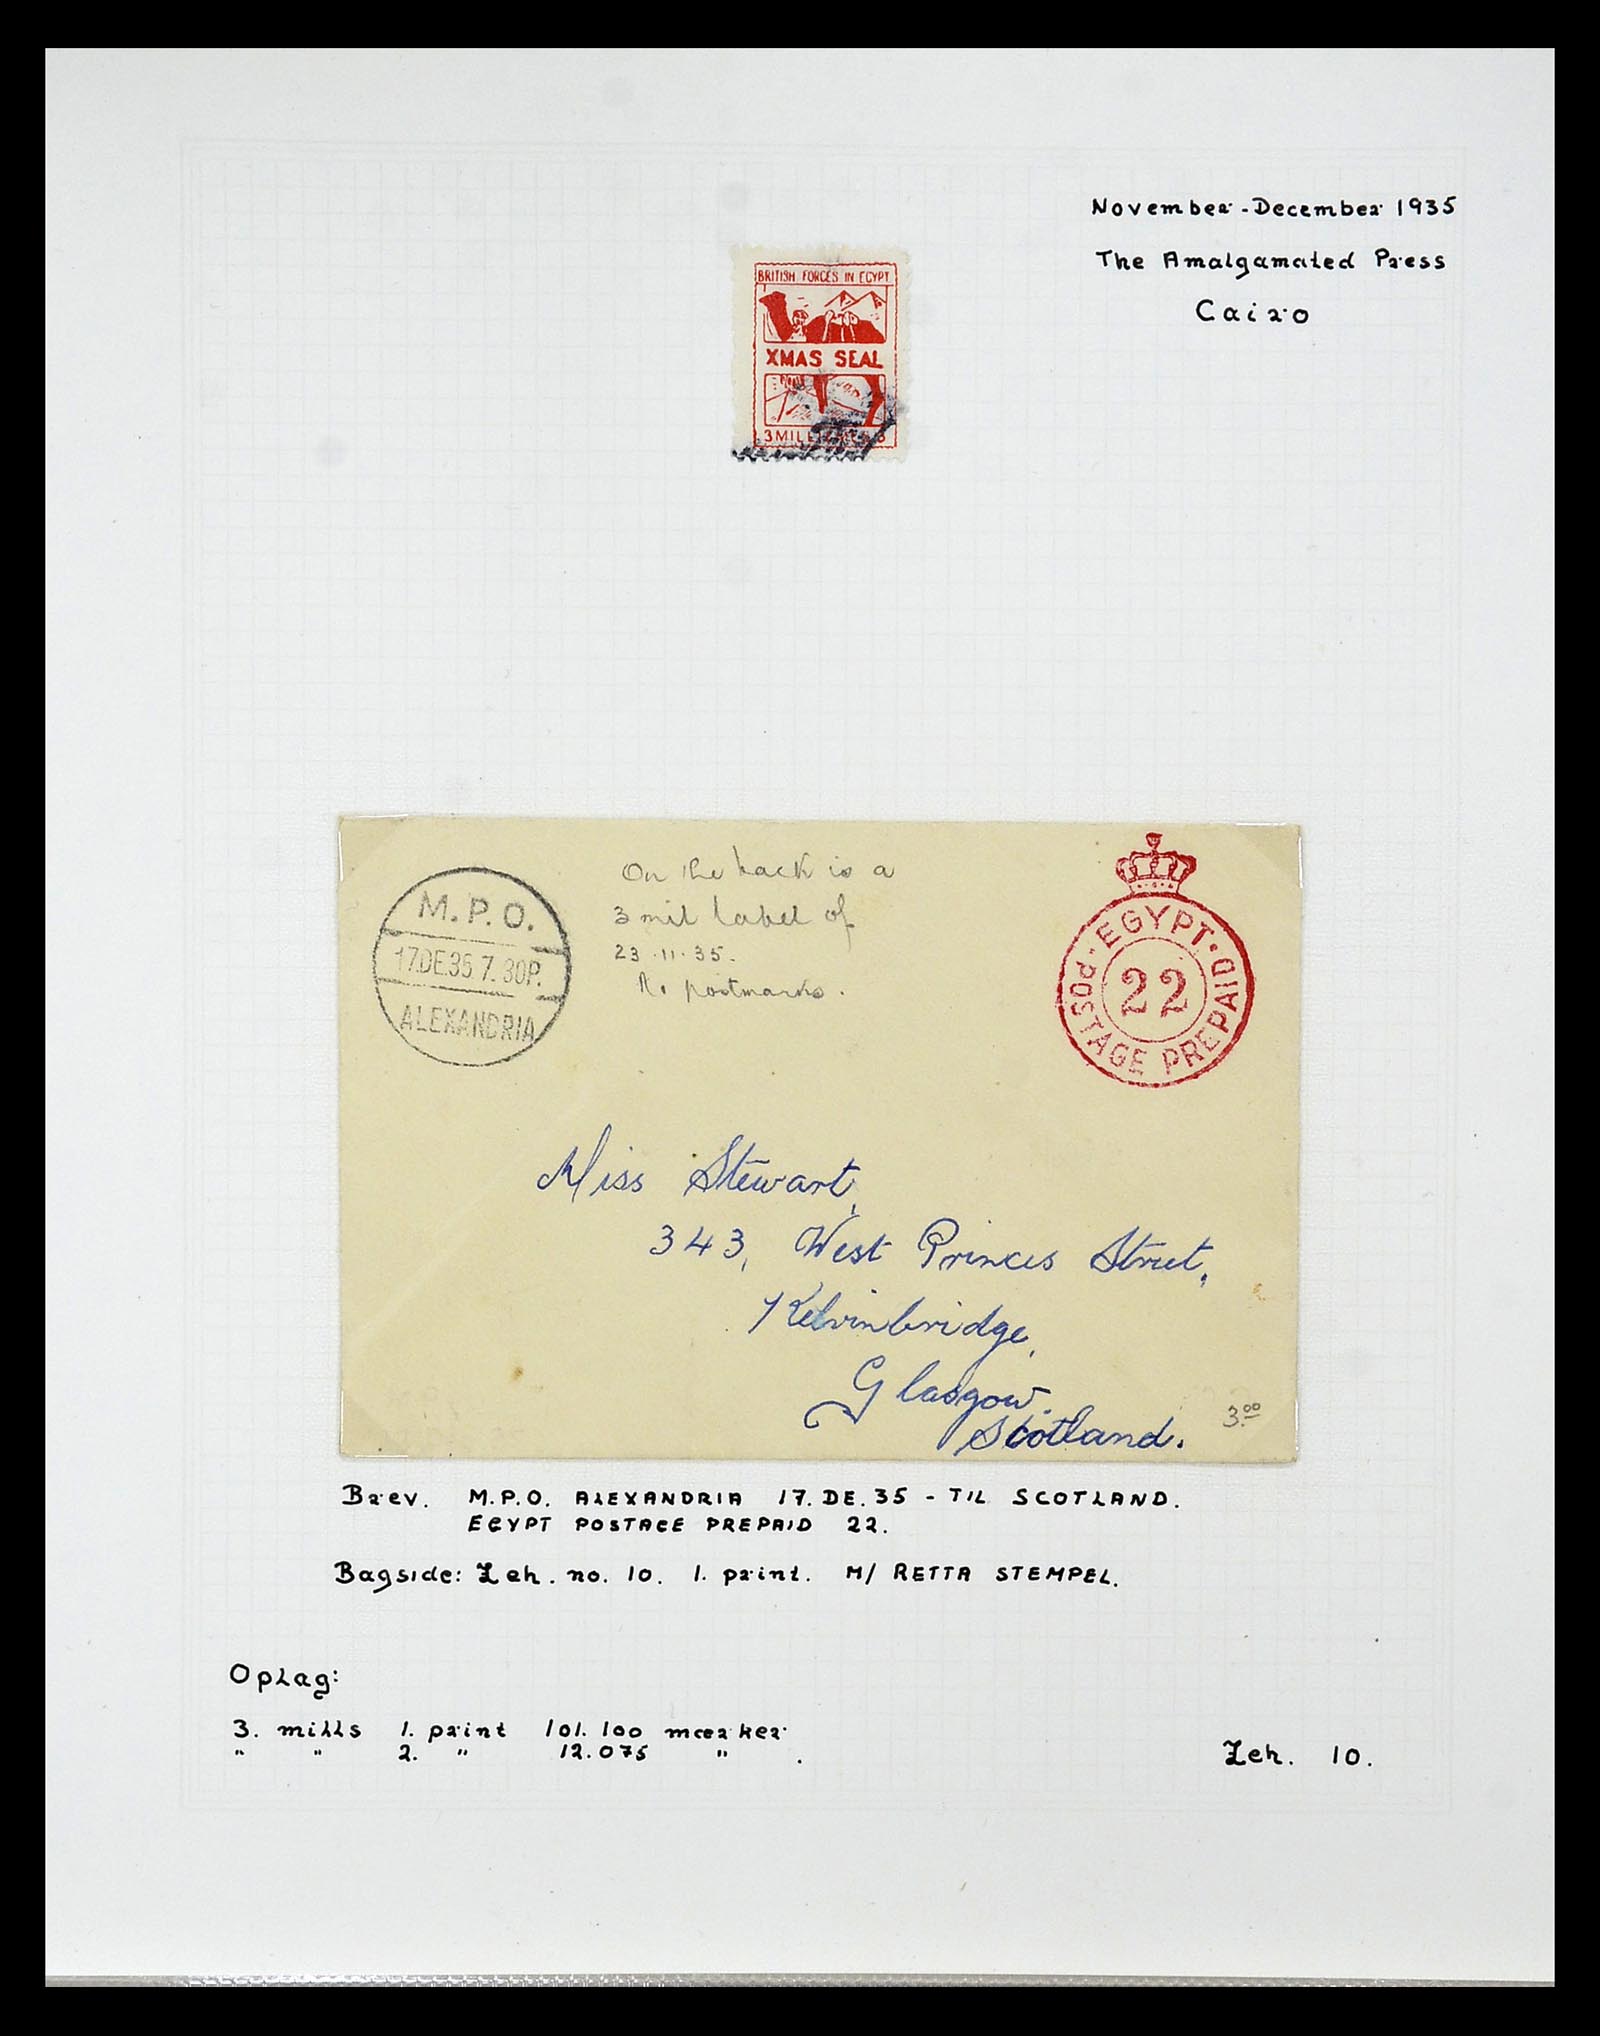 November-December 1935
The Amalgamated Press
Cairo
BRITISH FORCES IN EGYPT
XMAS SEAL
3 MILL
M.P.O.
17.DE.35 7.30P.
ALEXANDRIA
On the back is a
3 mil label of
23.11.35.
No postmarks.
EGYPT
22
POSTAGE PREPAID
Miss Stewart,
343, West Princes Street,
Kelvinbridge,
Glasgow.
Scotland.
3.00
Brev. M.P.O. ALEXANDRIA 17.DE.35 - TIL SCOTLAND.
EGYPT POSTAGE PREPAID 22.
Bagside: Zeh. no. 10. 1. print. M/ RETTA STEMPEL.
Oplag:
3. mills 1. print 101.100 mærker
" " 2. " 12.075 " .
Zeh. 10.